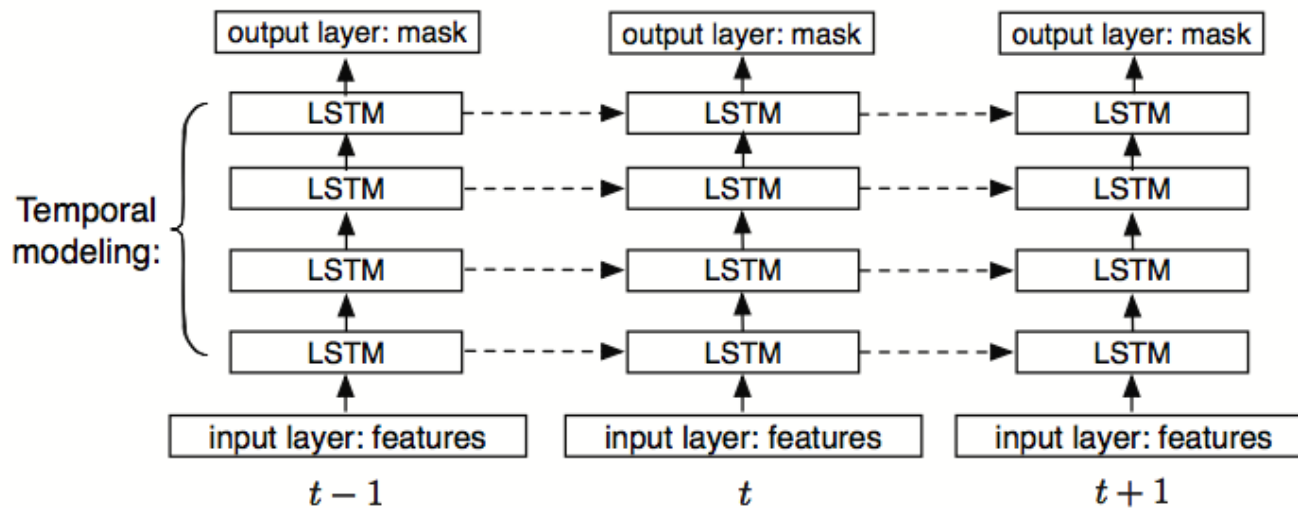 output layer: mask output layer: mask output layer: mask
LSTM LSTM LSTM
LSTM LSTM LSTM
Temporal
modeling:
LSTM LSTM LSTM
LSTM LSTM LSTM
input layer: features input layer: features input layer: features
t − 1 t t + 1